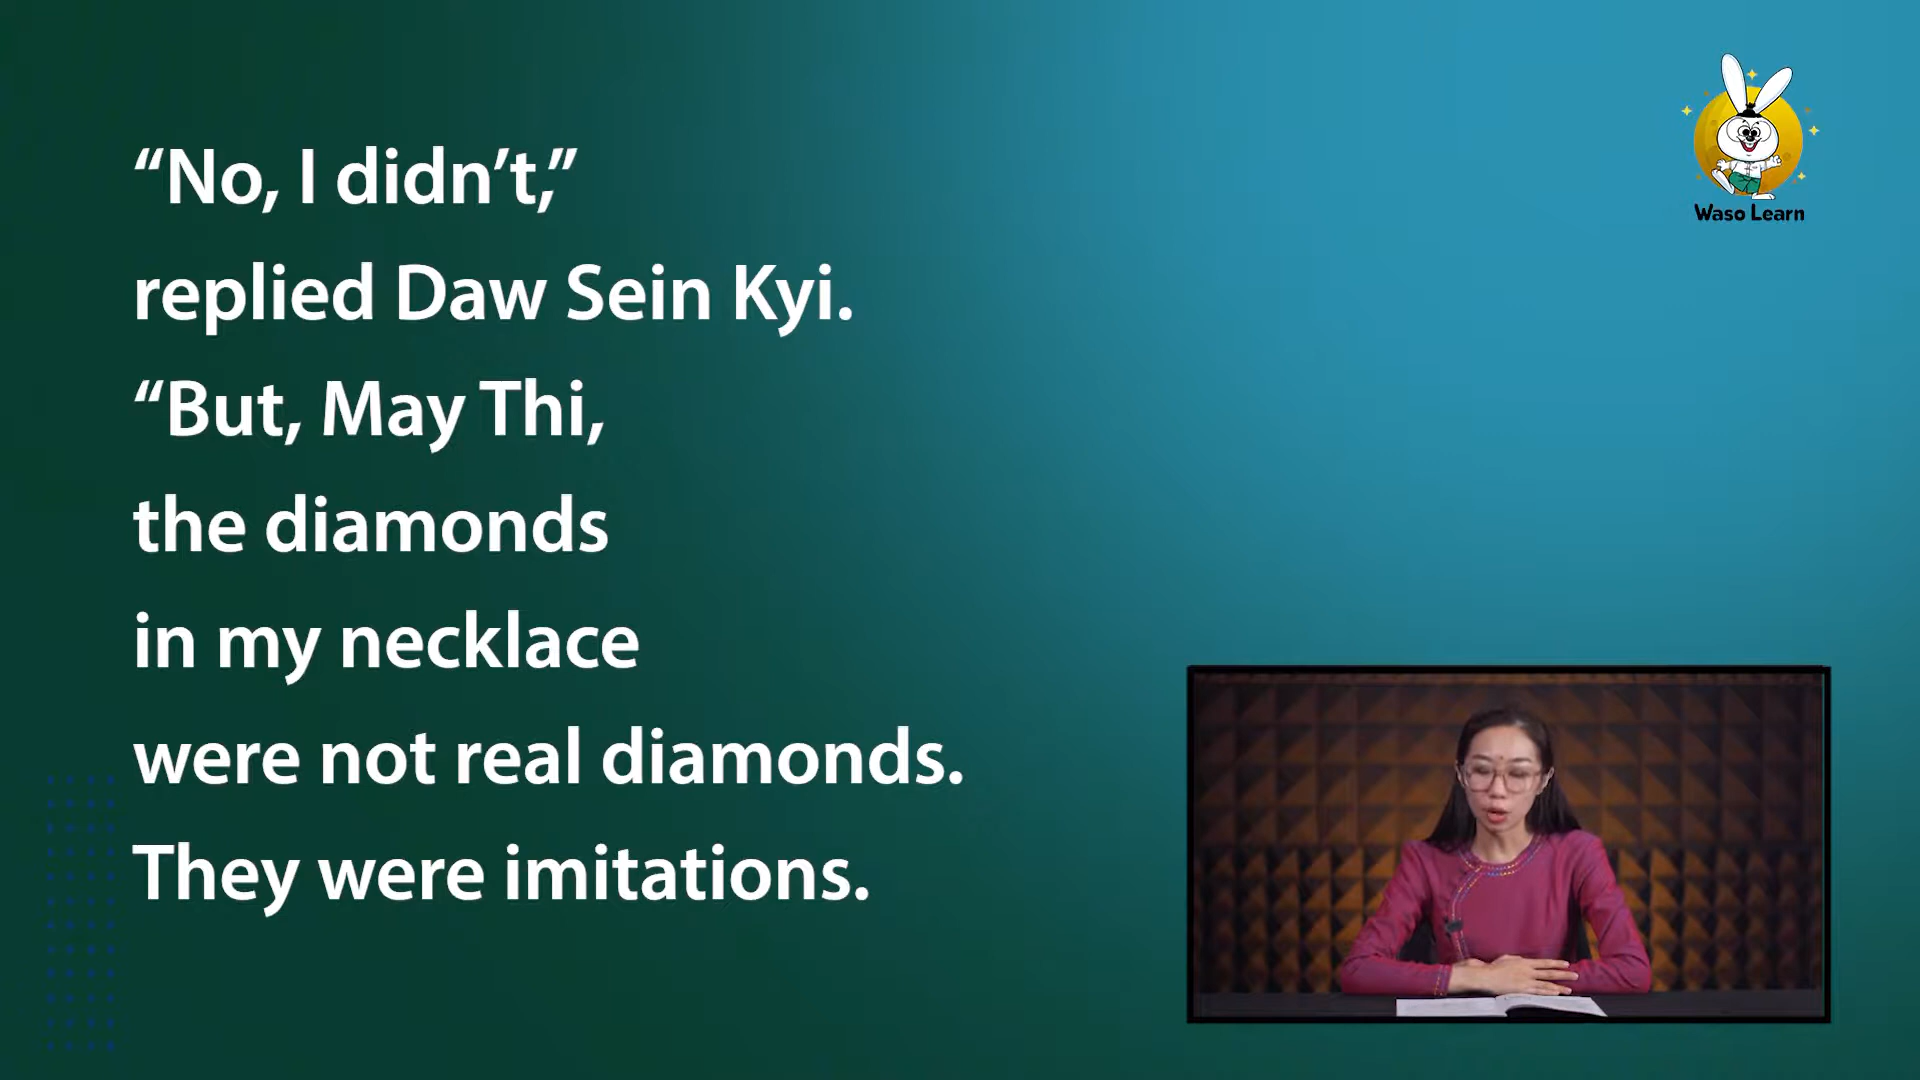 “No, I didn’t,”
replied Daw Sein Kyi.
“But, May Thi,
the diamonds
in my necklace
were not real diamonds.
They were imitations.
Waso Learn